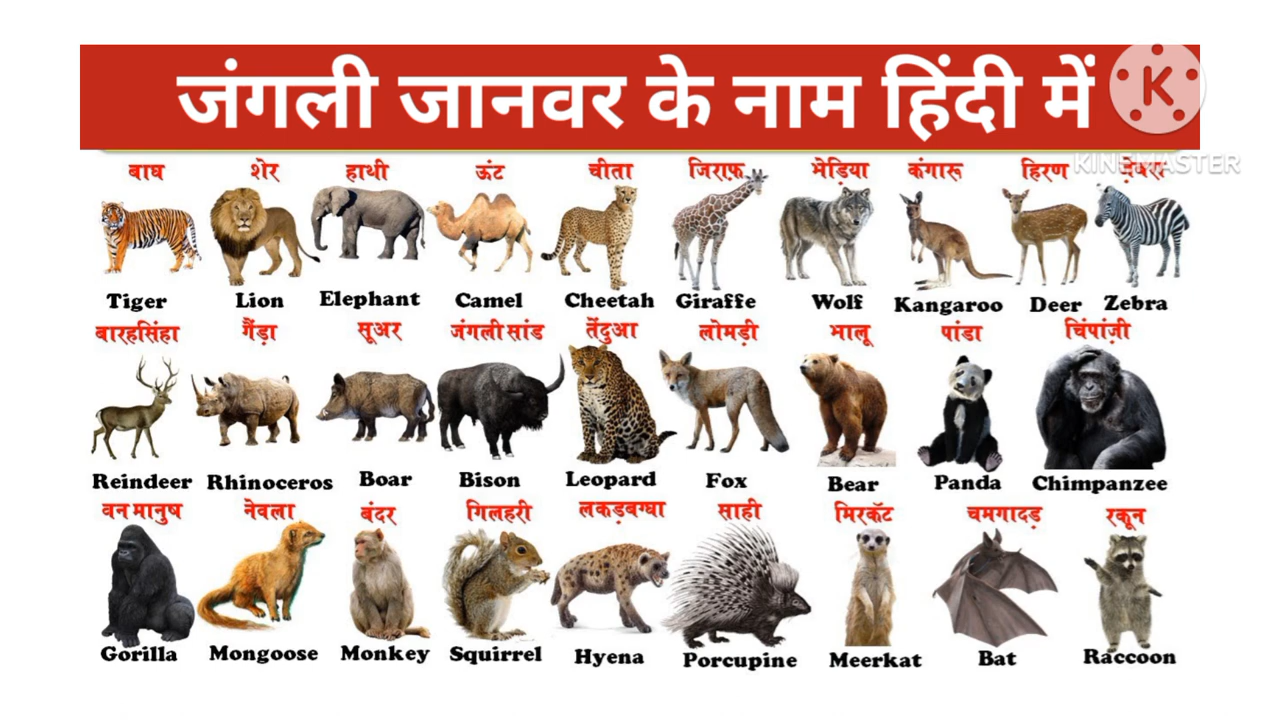 जंगली जानवर के नाम हिंदी में
K
KINEMASTER
बाघ शेर हाथी ऊंट चीता जिराफ़ भेड़िया कंगारू हिरण
Tiger Lion Elephant Camel Cheetah Giraffe Wolf Kangaroo Deer Zebra
बारहसिंहा गैंड़ा सूअर जंगली सांड तेंदुआ लोमड़ी भालू पांडा चिंपांज़ी
Reindeer Rhinoceros Boar Bison Leopard Fox Bear Panda Chimpanzee
वन मानुष नेवला बंदर गिलहरी लकड़बग्घा साही मिरकॅट चमगादड़ रकून
Gorilla Mongoose Monkey Squirrel Hyena Porcupine Meerkat Bat Raccoon